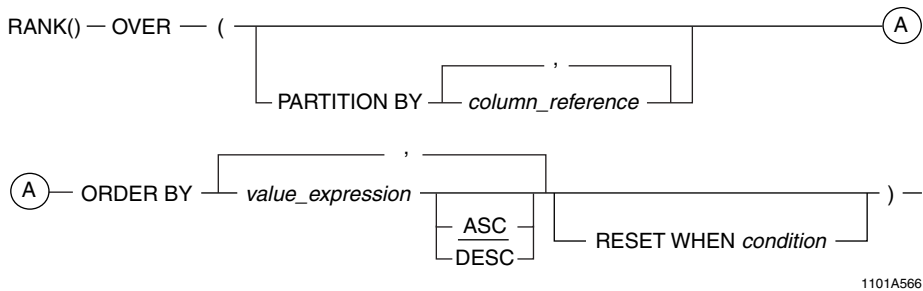 RANK() OVER ( A
,
PARTITION BY column_reference
,
A ORDER BY value_expression )
ASC
DESC
RESET WHEN condition
1101A566